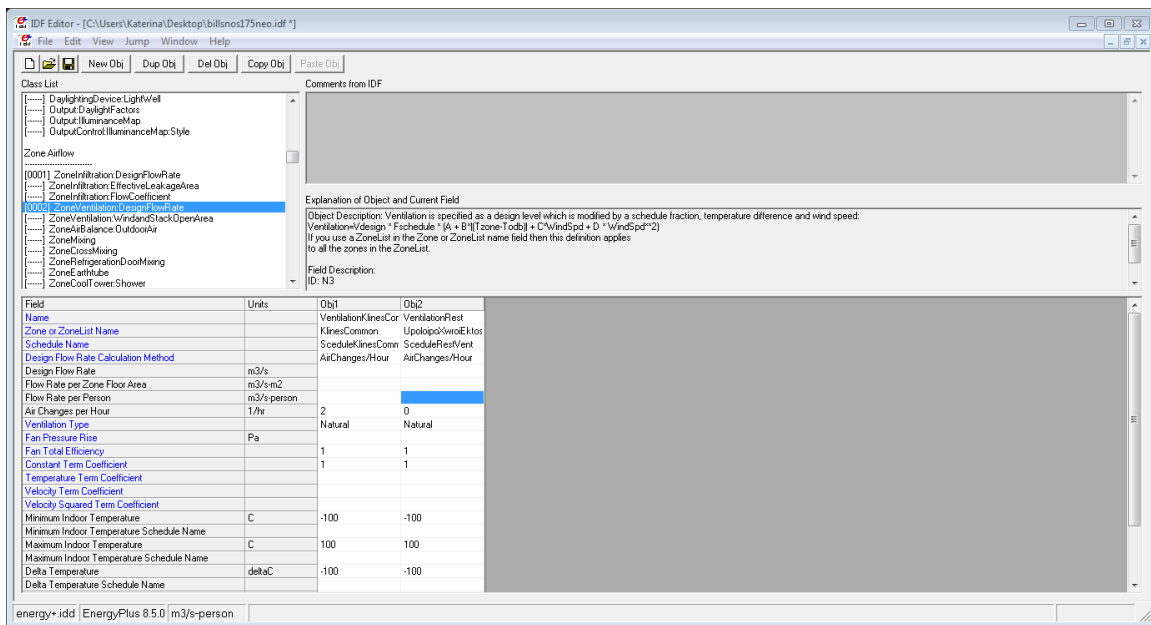 IDF Editor - [C:\Users\Katerina\Desktop\billsnos175neo.idf *]
File Edit View Jump Window Help
New Obj Dup Obj Del Obj Copy Obj Paste Obj
Class List
Comments from IDF
[------] DaylightingDevice:LightWell
[------] Output:DaylightFactors
[------] Output:IlluminanceMap
[------] OutputControl:IlluminanceMap:Style
Zone Airflow
-------------------------
[0001] ZoneInfiltration:DesignFlowRate
[------] ZoneInfiltration:EffectiveLeakageArea
[------] ZoneInfiltration:FlowCoefficient
[0002] ZoneVentilation:DesignFlowRate
[------] ZoneVentilation:WindandStackOpenArea
[------] ZoneAirBalance:OutdoorAir
[------] ZoneMixing
[------] ZoneCrossMixing
[------] ZoneRefrigerationDoorMixing
[------] ZoneEarthtube
[------] ZoneCoolTower:Shower
Explanation of Object and Current Field
Object Description: Ventilation is specified as a design level which is modified by a schedule fraction, temperature difference and wind speed:
Ventilation=Vdesign * Fschedule * (A + B*|(Tzone-Todb)| + C*WindSpd + D * WindSpd**2)
If you use a ZoneList in the Zone or ZoneList name field then this definition applies
to all the zones in the ZoneList.
Field Description:
ID: N3
Field Units Obj1 Obj2
Name VentilationKlinesCor VentilationRest
Zone or ZoneList Name KlinesCommon UpoloipoXwroiEktos
Schedule Name SceduleKlinesComm SceduleRestVent
Design Flow Rate Calculation Method AirChanges/Hour AirChanges/Hour
Design Flow Rate m3/s
Flow Rate per Zone Floor Area m3/s-m2
Flow Rate per Person m3/s-person
Air Changes per Hour 1/hr 2 0
Ventilation Type Natural Natural
Fan Pressure Rise Pa
Fan Total Efficiency 1 1
Constant Term Coefficient 1 1
Temperature Term Coefficient
Velocity Term Coefficient
Velocity Squared Term Coefficient
Minimum Indoor Temperature C -100 -100
Minimum Indoor Temperature Schedule Name
Maximum Indoor Temperature C 100 100
Maximum Indoor Temperature Schedule Name
Delta Temperature deltaC -100 -100
Delta Temperature Schedule Name
energy+.idd EnergyPlus 8.5.0 m3/s-person